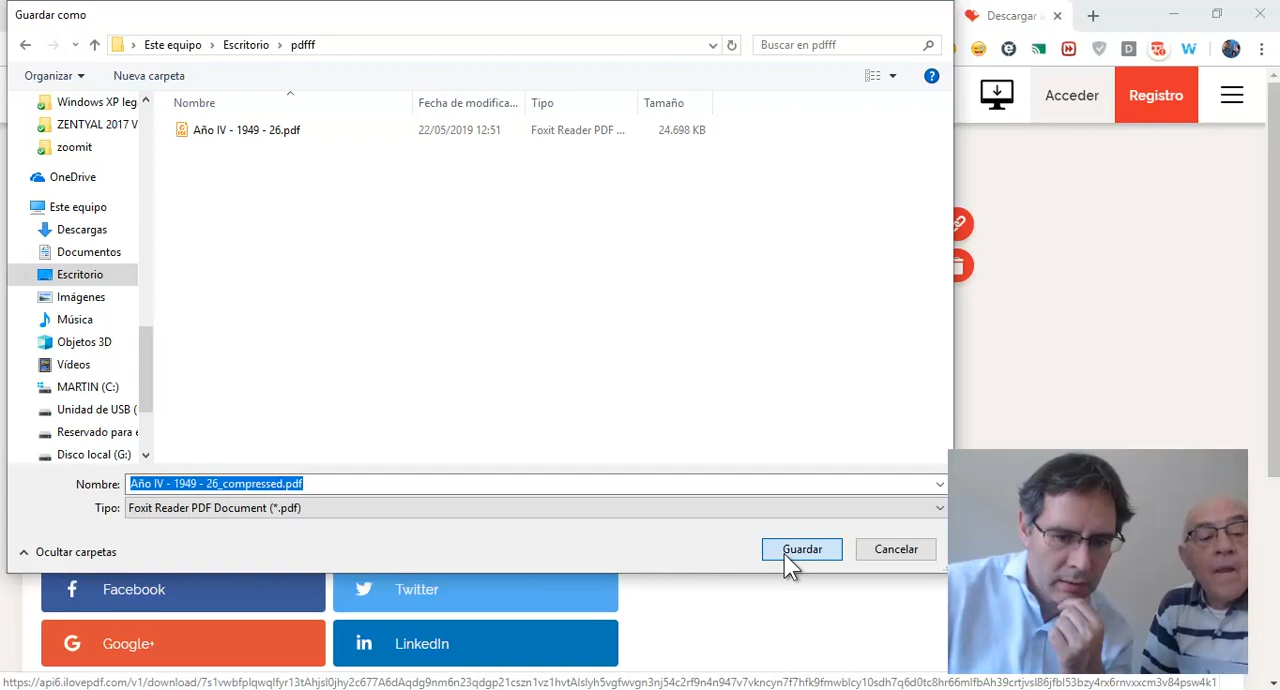 Guardar como
Descargar a
Este equipo › Escritorio › pdfff
Buscar en pdfff
Organizar
Nueva carpeta
Acceder
Registro
Nombre
Fecha de modifica...
Tipo
Tamaño
Año IV - 1949 - 26.pdf
22/05/2019 12:51
Foxit Reader PDF ...
24.698 KB
Windows XP leg
ZENTYAL 2017 V
zoomit
OneDrive
Este equipo
Descargas
Documentos
Escritorio
Imágenes
Música
Objetos 3D
Vídeos
MARTIN (C:)
Unidad de USB (
Reservado para e
Disco local (G:)
Nombre: Año IV - 1949 - 26_compressed.pdf
Tipo: Foxit Reader PDF Document (*.pdf)
Ocultar carpetas
Guardar
Cancelar
Facebook
Twitter
Google+
LinkedIn